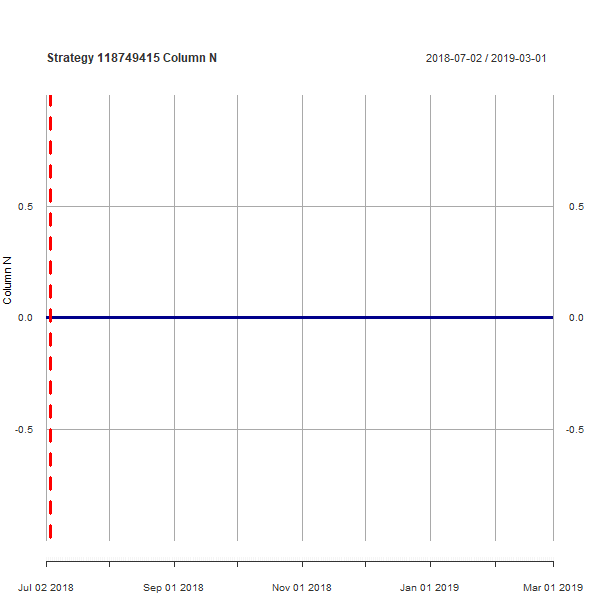 Strategy 118749415 Column N 2018-07-02 / 2019-03-01
0.5 0.5
Column N
0.0 0.0
-0.5 -0.5
Jul 02 2018 Sep 01 2018 Nov 01 2018 Jan 01 2019 Mar 01 2019